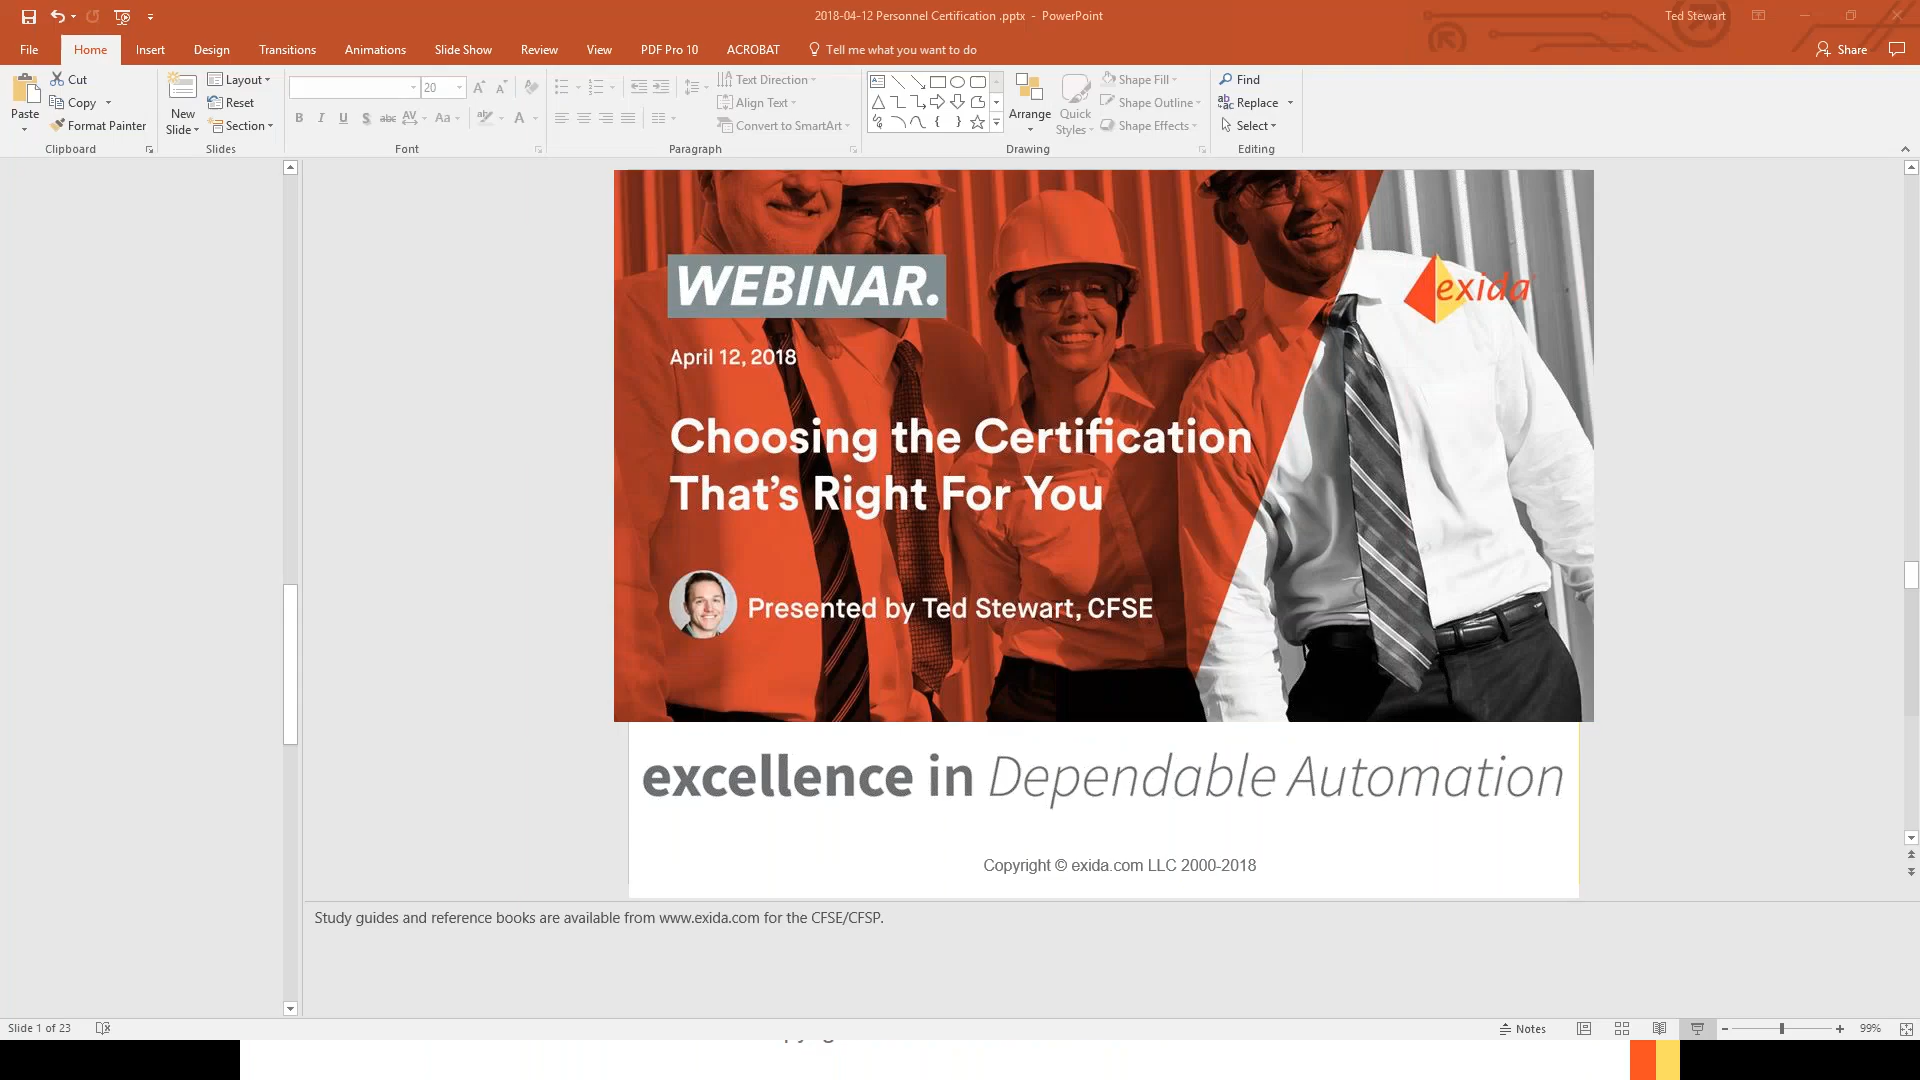 2018-04-12 Personnel Certification .pptx - PowerPoint
Ted Stewart
File Home Insert Design Transitions Animations Slide Show Review View PDF Pro 10 ACROBAT Tell me what you want to do
Share
Paste
Cut
Copy
Format Painter
Clipboard
New
Slide
Layout
Reset
Section
Slides
20
B I U S abc AV Aa A
Font
Text Direction
Align Text
Convert to SmartArt
Paragraph
Arrange
Quick
Styles
Shape Fill
Shape Outline
Shape Effects
Drawing
Find
Replace
Select
Editing
WEBINAR.
exida
April 12, 2018
Choosing the Certification
That's Right For You
Presented by Ted Stewart, CFSE
excellence in Dependable Automation
Copyright © exida.com LLC 2000-2018
Study guides and reference books are available from www.exida.com for the CFSE/CFSP.
Slide 1 of 23
Notes
99%